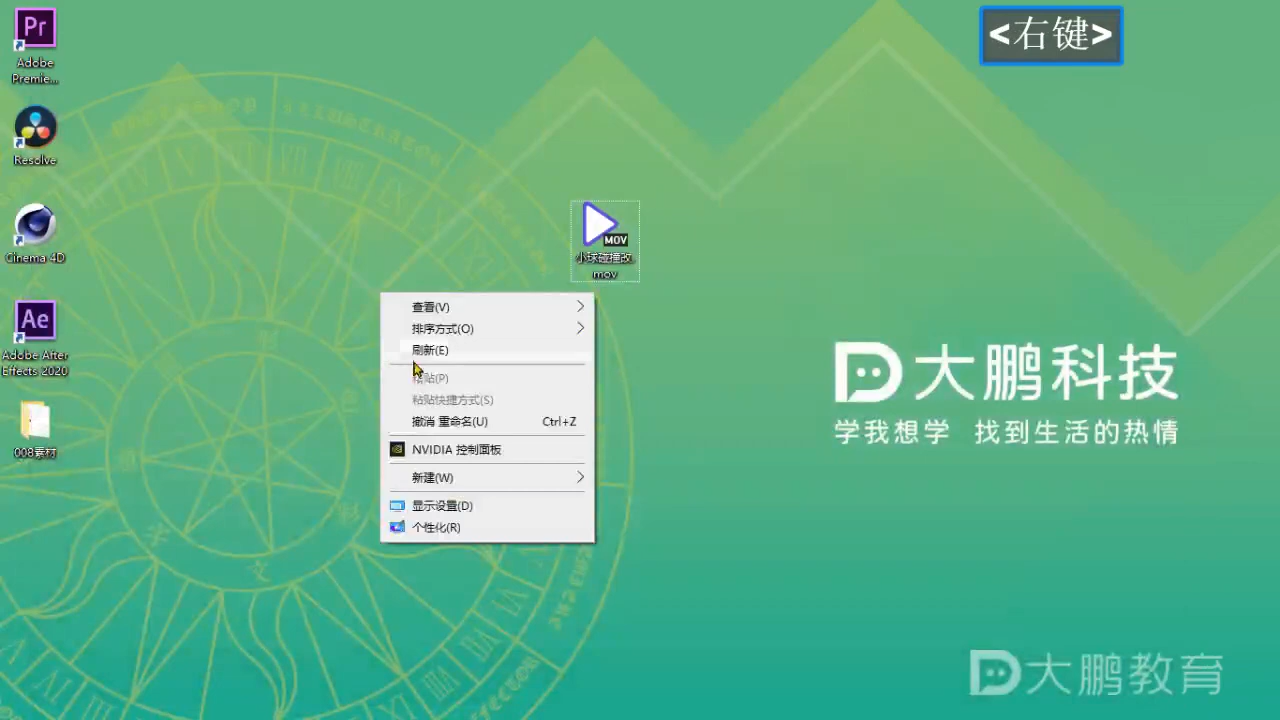 <右键>
Pr
Adobe
Premie...
Resolve
Cinema 4D
Ae
Adobe After
Effects 2020
008素材
MOV
小球碰撞改.
mov
查看(V)
排序方式(O)
刷新(E)
粘贴(P)
粘贴快捷方式(S)
撤消 重命名(U) Ctrl+Z
NVIDIA 控制面板
新建(W)
显示设置(D)
个性化(R)
大鹏科技
学我想学 找到生活的热情
大鹏教育